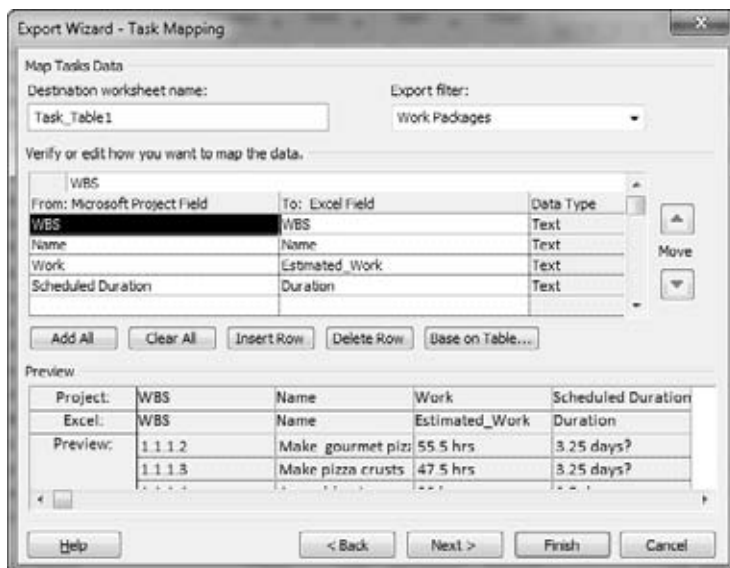 Export Wizard - Task Mapping
Map Tasks Data
Destination worksheet name: Export filter:
Task_Table1 Work Packages
Verify or edit how you want to map the data.
WBS
From: Microsoft Project Field To: Excel Field Data Type
WBS WBS Text
Name Name Text
Work Estimated_Work Text
Scheduled Duration Duration Text
Move
Add All Clear All Insert Row Delete Row Base on Table...
Preview
Project: WBS Name Work Scheduled Duration
Excel: WBS Name Estimated_Work Duration
Preview: 1.1.1.2 Make gourmet piz 55.5 hrs 3.25 days?
1.1.1.3 Make pizza crusts 47.5 hrs 3.25 days?
Help < Back Next > Finish Cancel